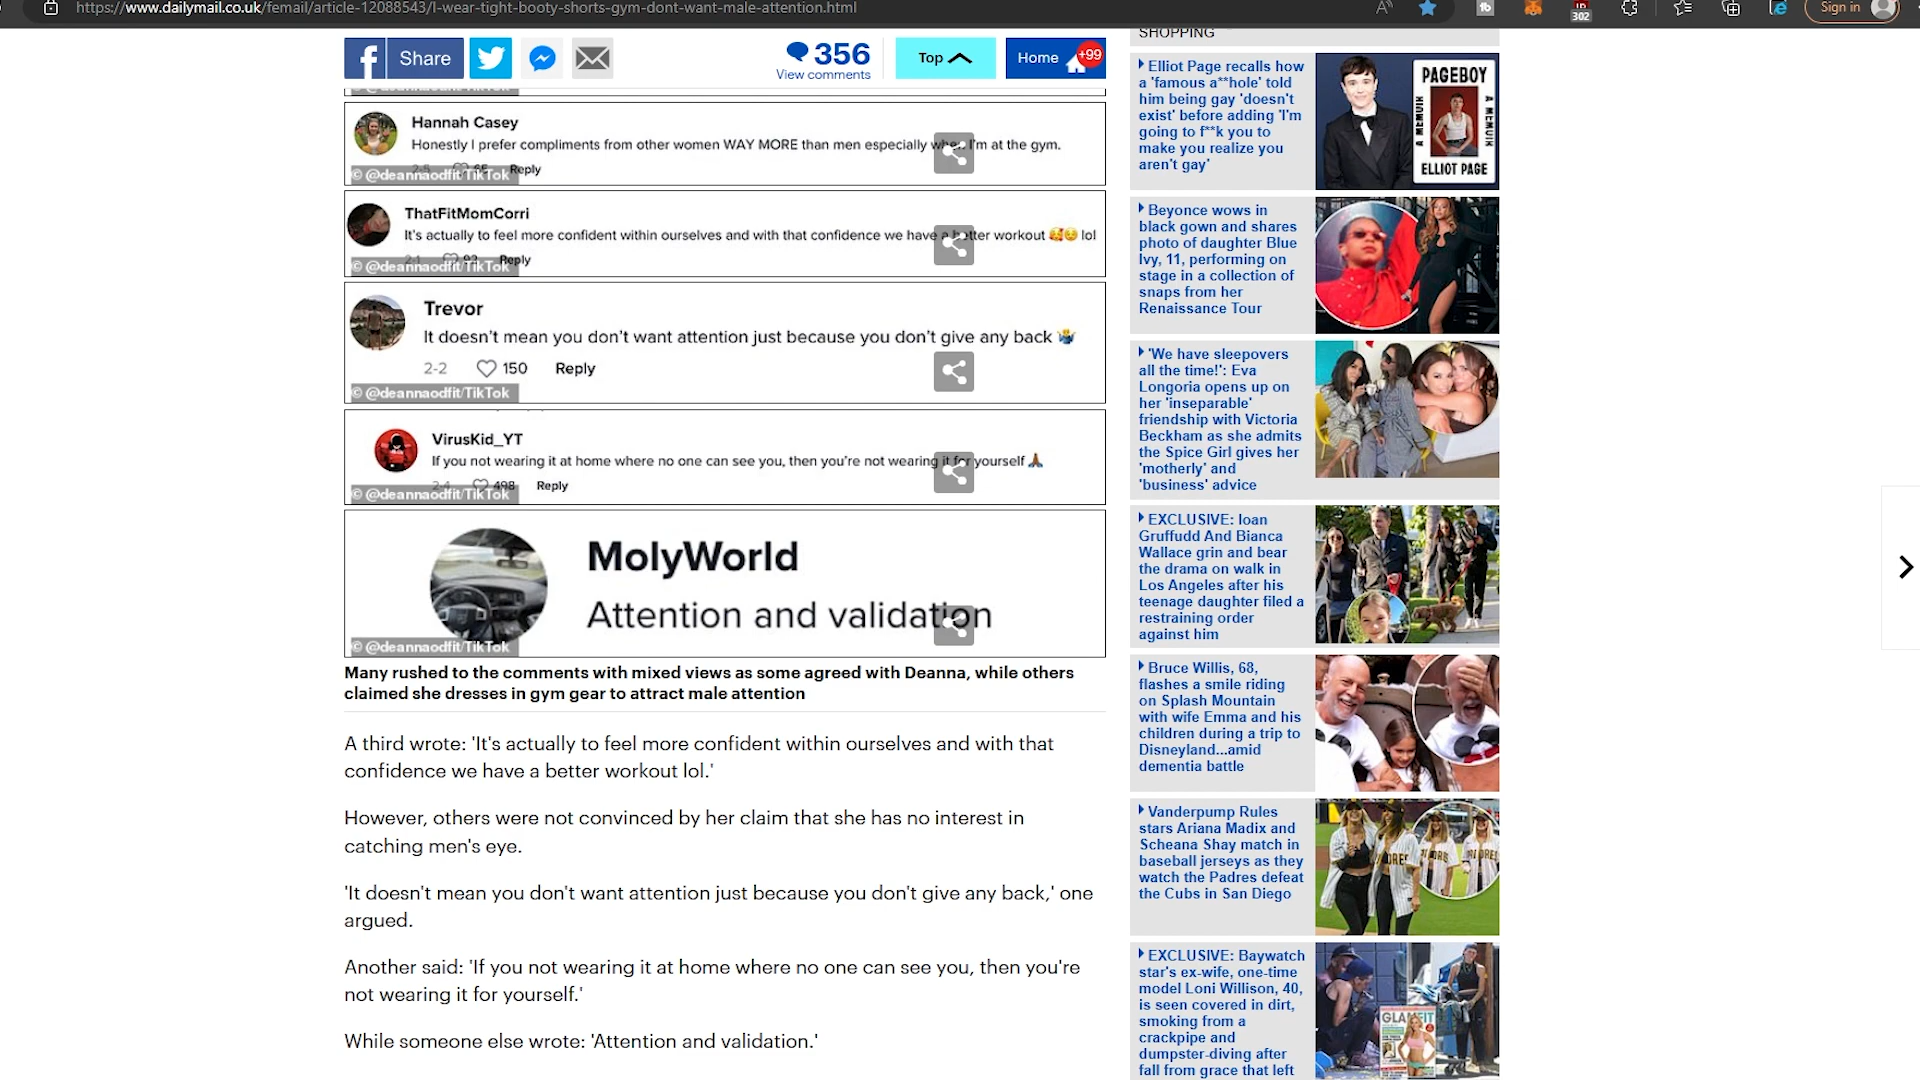 https://www.dailymail.co.uk/femail/article-12088543/I-wear-tight-booty-shorts-gym-dont-want-male-attention.html
302
Sign in
Share
356
View comments
Top
Home
+99
Hannah Casey
Honestly I prefer compliments from other women WAY MORE than men especially when I'm at the gym.
2-5 65 Reply
© @deannaodfit/TikTok
ThatFitMomCorri
It's actually to feel more confident within ourselves and with that confidence we have a better workout 🥰☺️ lol
2-1 92 Reply
© @deannaodfit/TikTok
Trevor
It doesn't mean you don't want attention just because you don't give any back 🤷‍♂️
2-2 150 Reply
© @deannaodfit/TikTok
VirusKid_YT
If you not wearing it at home where no one can see you, then you're not wearing it for yourself 🙏🏾
2-4 498 Reply
© @deannaodfit/TikTok
MolyWorld
Attention and validation
© @deannaodfit/TikTok
Many rushed to the comments with mixed views as some agreed with Deanna, while others
claimed she dresses in gym gear to attract male attention
A third wrote: 'It's actually to feel more confident within ourselves and with that
confidence we have a better workout lol.'
However, others were not convinced by her claim that she has no interest in
catching men's eye.
'It doesn't mean you don't want attention just because you don't give any back,' one
argued.
Another said: 'If you not wearing it at home where no one can see you, then you're
not wearing it for yourself.'
While someone else wrote: 'Attention and validation.'
SHOPPING
Elliot Page recalls how
a 'famous a**hole' told
him being gay 'doesn't
exist' before adding 'I'm
going to f**k you to
make you realize you
aren't gay'
PAGEBOY
A MEMOIR
A MEMOIR
ELLIOT PAGE
Beyonce wows in
black gown and shares
photo of daughter Blue
Ivy, 11, performing on
stage in a collection of
snaps from her
Renaissance Tour
'We have sleepovers
all the time!': Eva
Longoria opens up on
her 'inseparable'
friendship with Victoria
Beckham as she admits
the Spice Girl gives her
'motherly' and
'business' advice
EXCLUSIVE: Ioan
Gruffudd And Bianca
Wallace grin and bear
the drama on walk in
Los Angeles after his
teenage daughter filed a
restraining order
against him
Bruce Willis, 68,
flashes a smile riding
on Splash Mountain
with wife Emma and his
children during a trip to
Disneyland...amid
dementia battle
Vanderpump Rules
stars Ariana Madix and
Scheana Shay match in
baseball jerseys as they
watch the Padres defeat
the Cubs in San Diego
EXCLUSIVE: Baywatch
star's ex-wife, one-time
model Loni Willison, 40,
is seen covered in dirt,
smoking from a
crackpipe and
dumpster-diving after
fall from grace that left